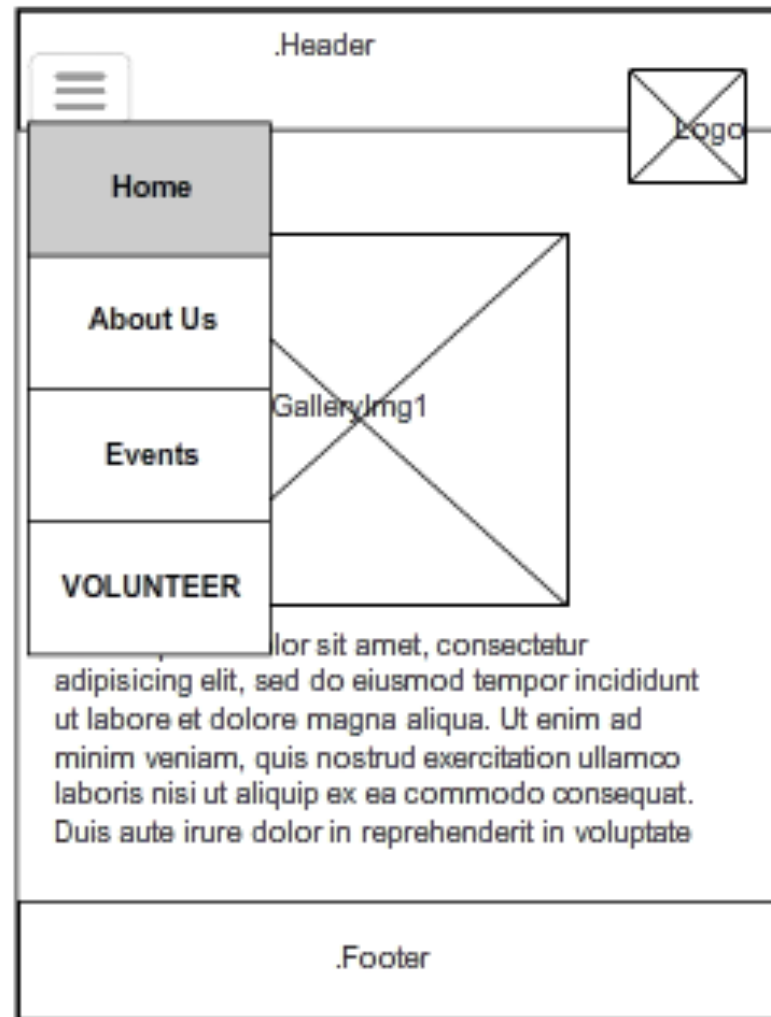 .Header
Logo
Home
About Us
GalleryImg1
Events
VOLUNTEER
lor sit amet, consectetur
adipisicing elit, sed do eiusmod tempor incididunt
ut labore et dolore magna aliqua. Ut enim ad
minim veniam, quis nostrud exercitation ullamco
laboris nisi ut aliquip ex ea commodo consequat.
Duis aute irure dolor in reprehenderit in voluptate
.Footer